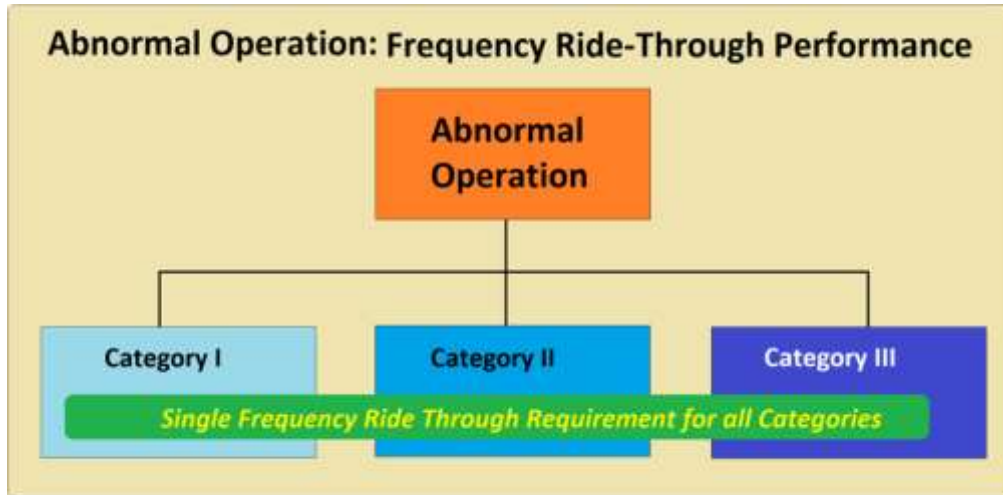 Abnormal Operation: Frequency Ride-Through Performance
Abnormal
Operation
Category I
Category II
Category III
Single Frequency Ride Through Requirement for all Categories